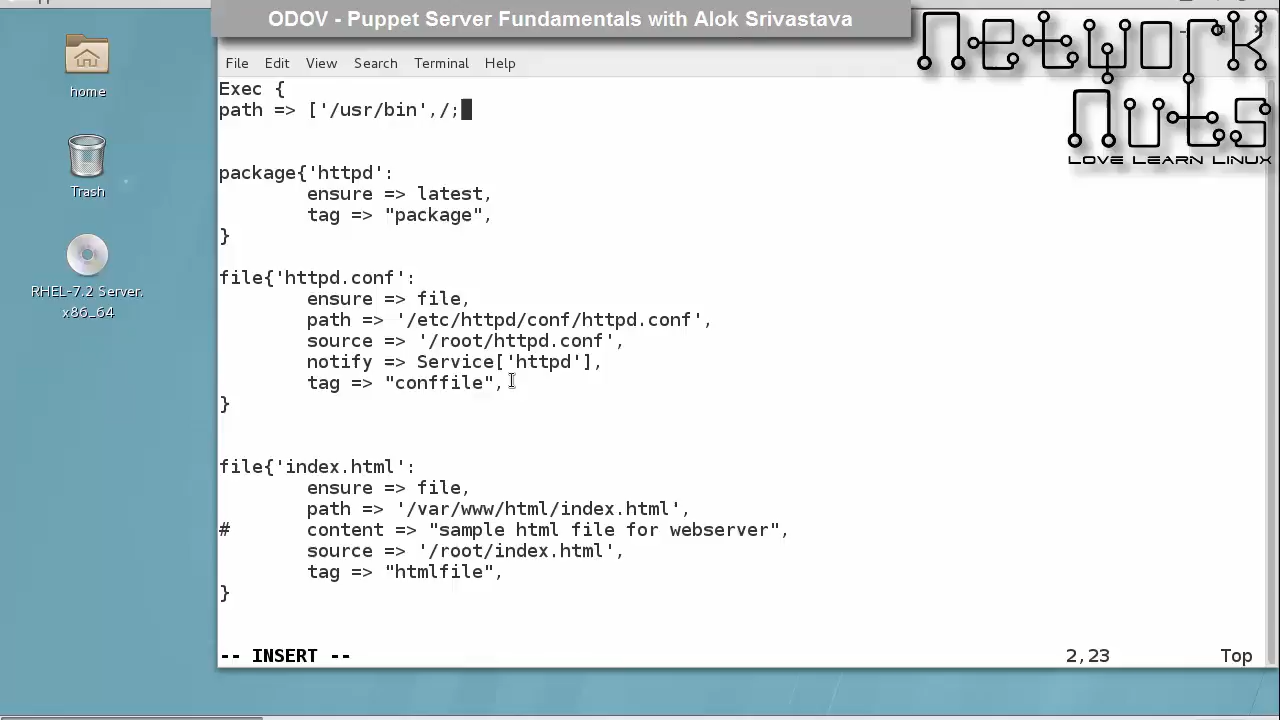 ODOV - Puppet Server Fundamentals with Alok Srivastava
Network
Nuts
LOVE LEARN LINUX
home
Trash
RHEL-7.2 Server.
x86_64
File Edit View Search Terminal Help
Exec {
path => ['/usr/bin',/;
package{'httpd':
ensure => latest,
tag => "package",
}
file{'httpd.conf':
ensure => file,
path => '/etc/httpd/conf/httpd.conf',
source => '/root/httpd.conf',
notify => Service['httpd'],
tag => "conffile",
}
file{'index.html':
ensure => file,
path => '/var/www/html/index.html',
# content => "sample html file for webserver",
source => '/root/index.html',
tag => "htmlfile",
}
-- INSERT -- 2,23 Top